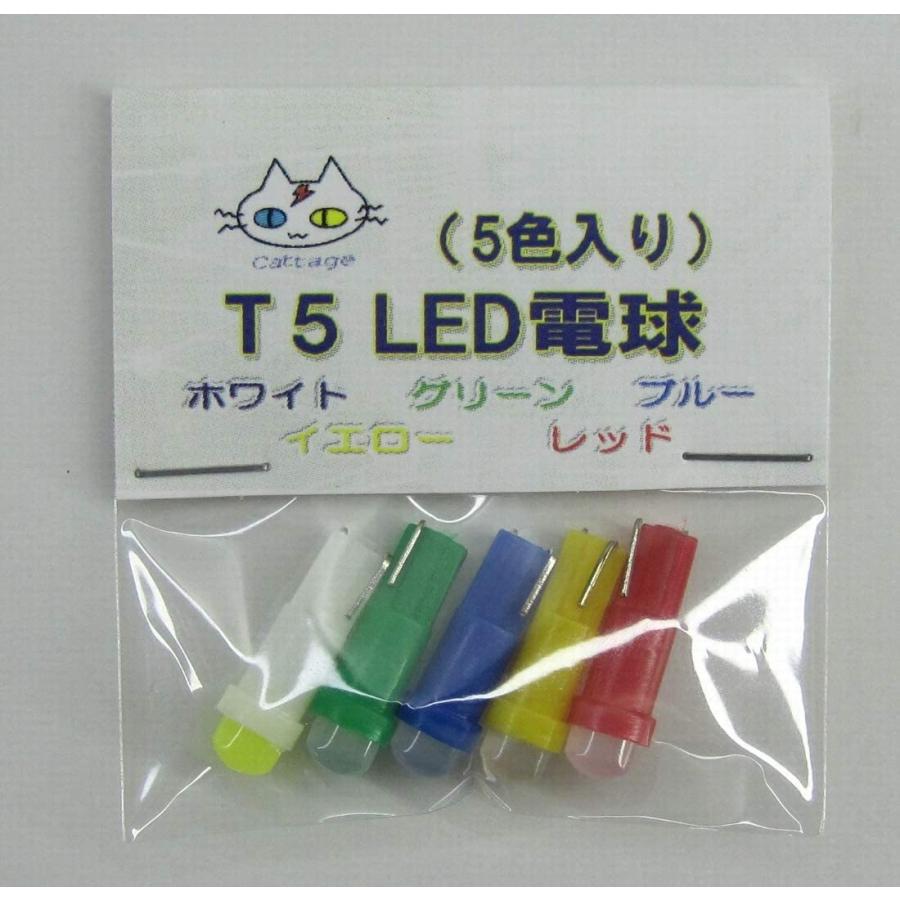 （5色入り）
Cattage
T5 LED電球
ホワイト グリーン ブルー
イエロー レッド